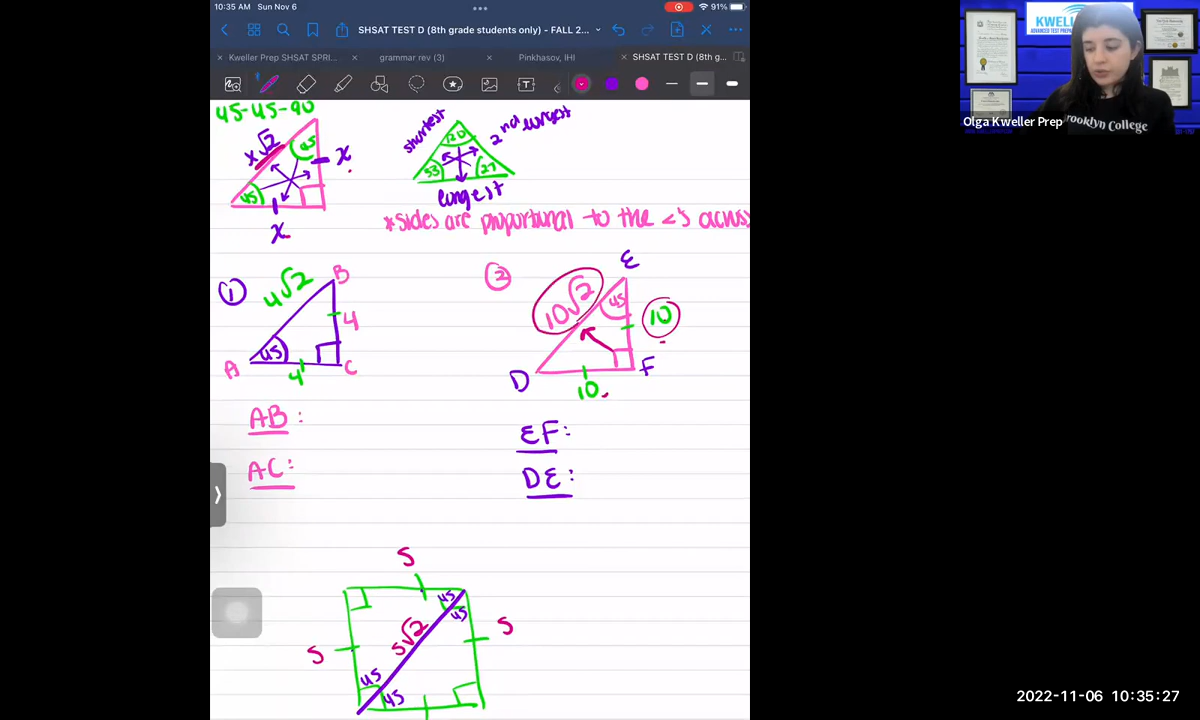 10:35 AM Sun Nov 6
91%
SHSAT TEST D (8th grade students only) - FALL 2...
Kweller Prep SHSAT SPRI...
grammar rev (3)
Pinkhasov, IHI
SHSAT TEST D (8th g...
45-45-90
x√2
45
x
45
x
shortest
120
2nd longest
33
27
longest
*sides are proportional to the <'s across
①
4√2
B
4
45
A
4
C
②
E
10√2
45
10
D
10
F
AB:
AC:
EF:
DE:
S
45
45
S
S√2
S
45
45
KWELLER
ADVANCED TEST PREP
Brooklyn College
Olga Kweller Prep
2022-11-06 10:35:27